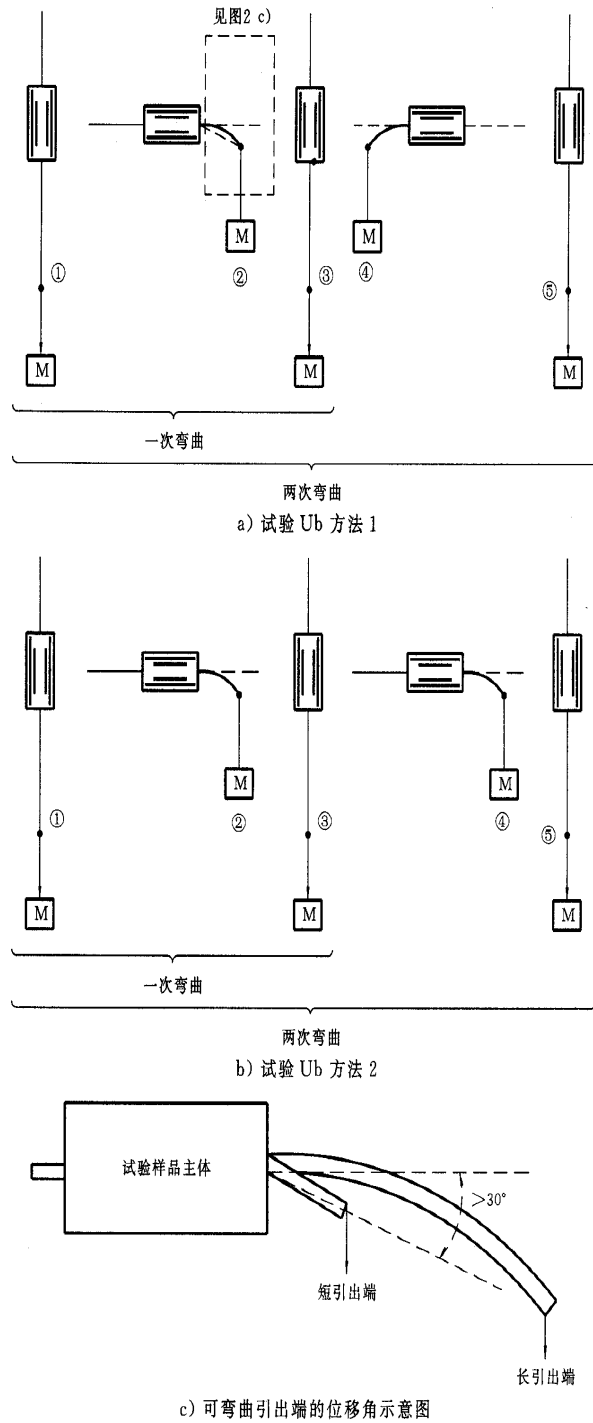 见图2 c)
M
M
①
②
③
④
⑤
M
M
M
一次弯曲
两次弯曲
a) 试验 Ub 方法 1
M
M
①
②
③
④
⑤
M
M
M
一次弯曲
两次弯曲
b) 试验 Ub 方法 2
试验样品主体
>30°
短引出端
长引出端
c) 可弯曲引出端的位移角示意图